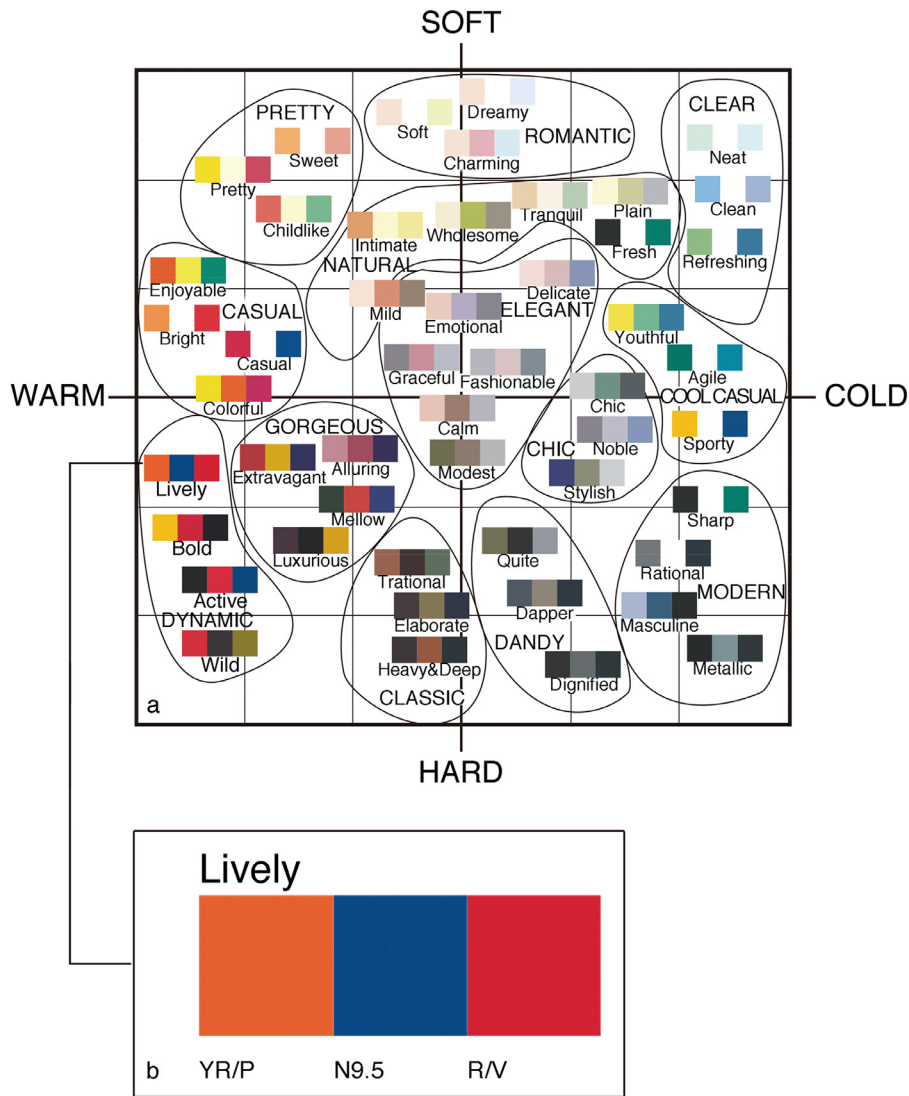 SOFT
PRETTY
Sweet
Pretty
Childlike
Soft
Dreamy
ROMANTIC
Charming
CLEAR
Neat
Clean
Refreshing
Intimate
Wholesome
Tranquil
Plain
Fresh
NATURAL
Mild
Enjoyable
CASUAL
Bright
Casual
Colorful
Delicate
Emotional
ELEGANT
Graceful
Fashionable
Calm
Modest
Youthful
Agile
COOL CASUAL
Sporty
WARM
COLD
Chic
Noble
CHIC
Stylish
GORGEOUS
Extravagant
Alluring
Mellow
Luxurious
Lively
Bold
Active
DYNAMIC
Wild
Trational
Elaborate
Heavy&Deep
CLASSIC
Quite
Dapper
DANDY
Dignified
Sharp
Rational
MODERN
Masculine
Metallic
a
HARD
Lively
b YR/P N9.5 R/V